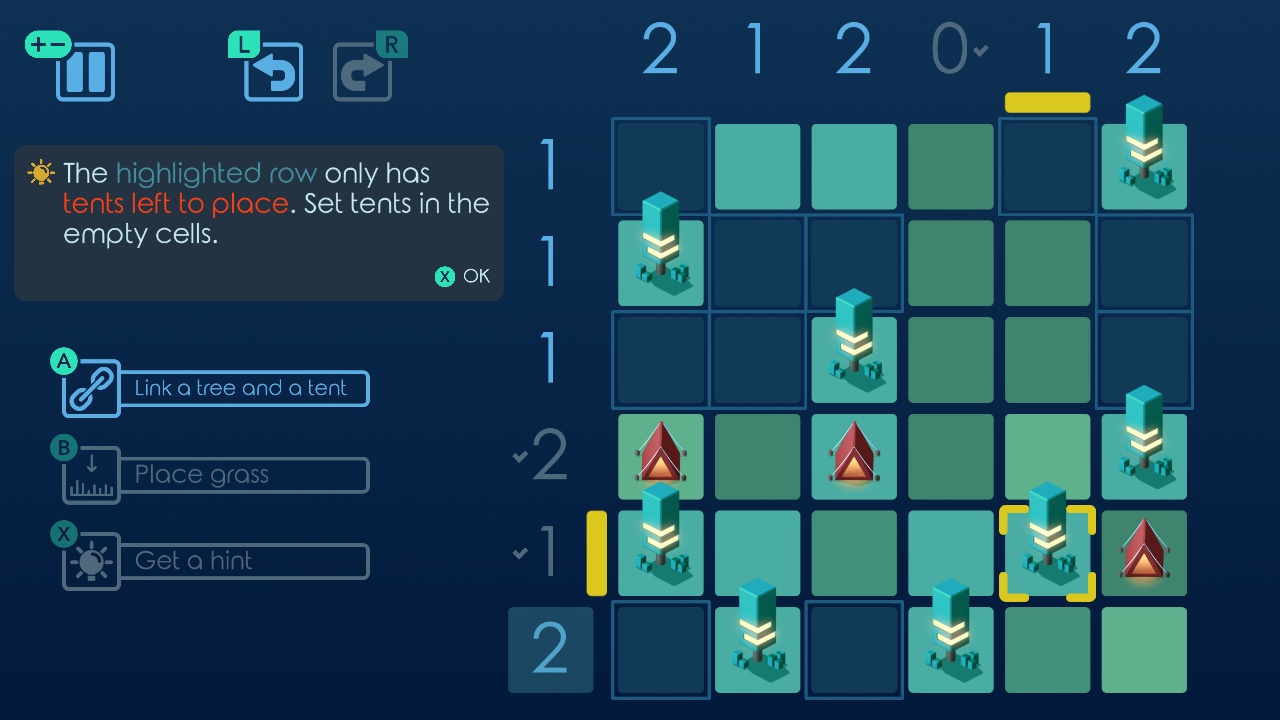 +-
L
R
2 1 2 0 1 2
The highlighted row only has
tents left to place. Set tents in the
empty cells.
X OK
1
1
1
2
1
2
A
Link a tree and a tent
B
Place grass
X
Get a hint